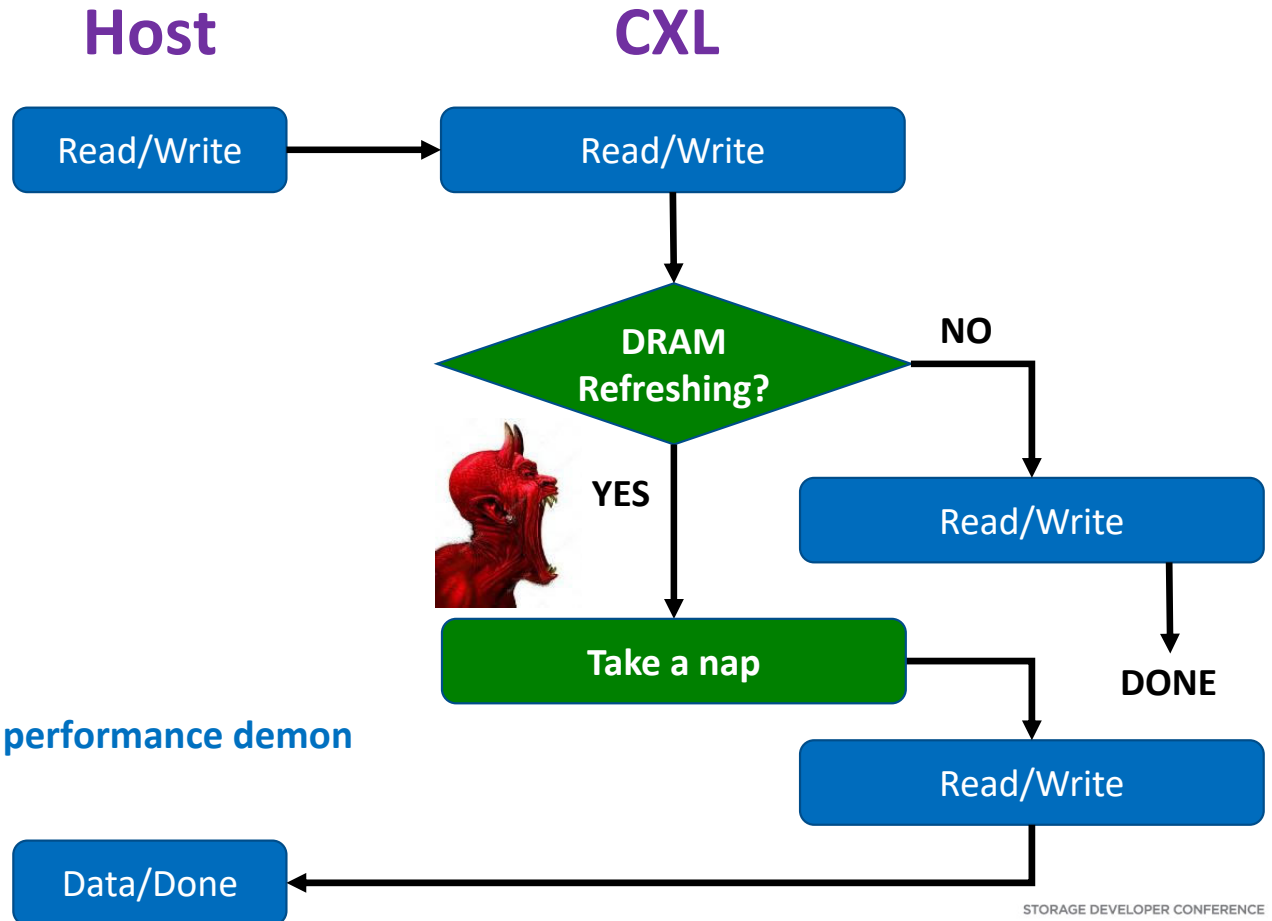 Host
CXL
Read/Write
Read/Write
DRAM
Refreshing?
NO
YES
Read/Write
Take a nap
DONE
performance demon
Read/Write
Data/Done
STORAGE DEVELOPER CONFERENCE